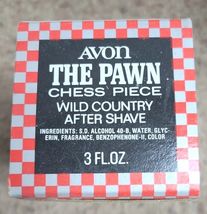 AVON
THE PAWN
CHESS PIECE
WILD COUNTRY
AFTER SHAVE
INGREDIENTS: S.D. ALCOHOL 40-B, WATER, GLYC-
ERIN, FRAGRANCE, BENZOPHENONE-II, COLOR
3 FL.OZ.